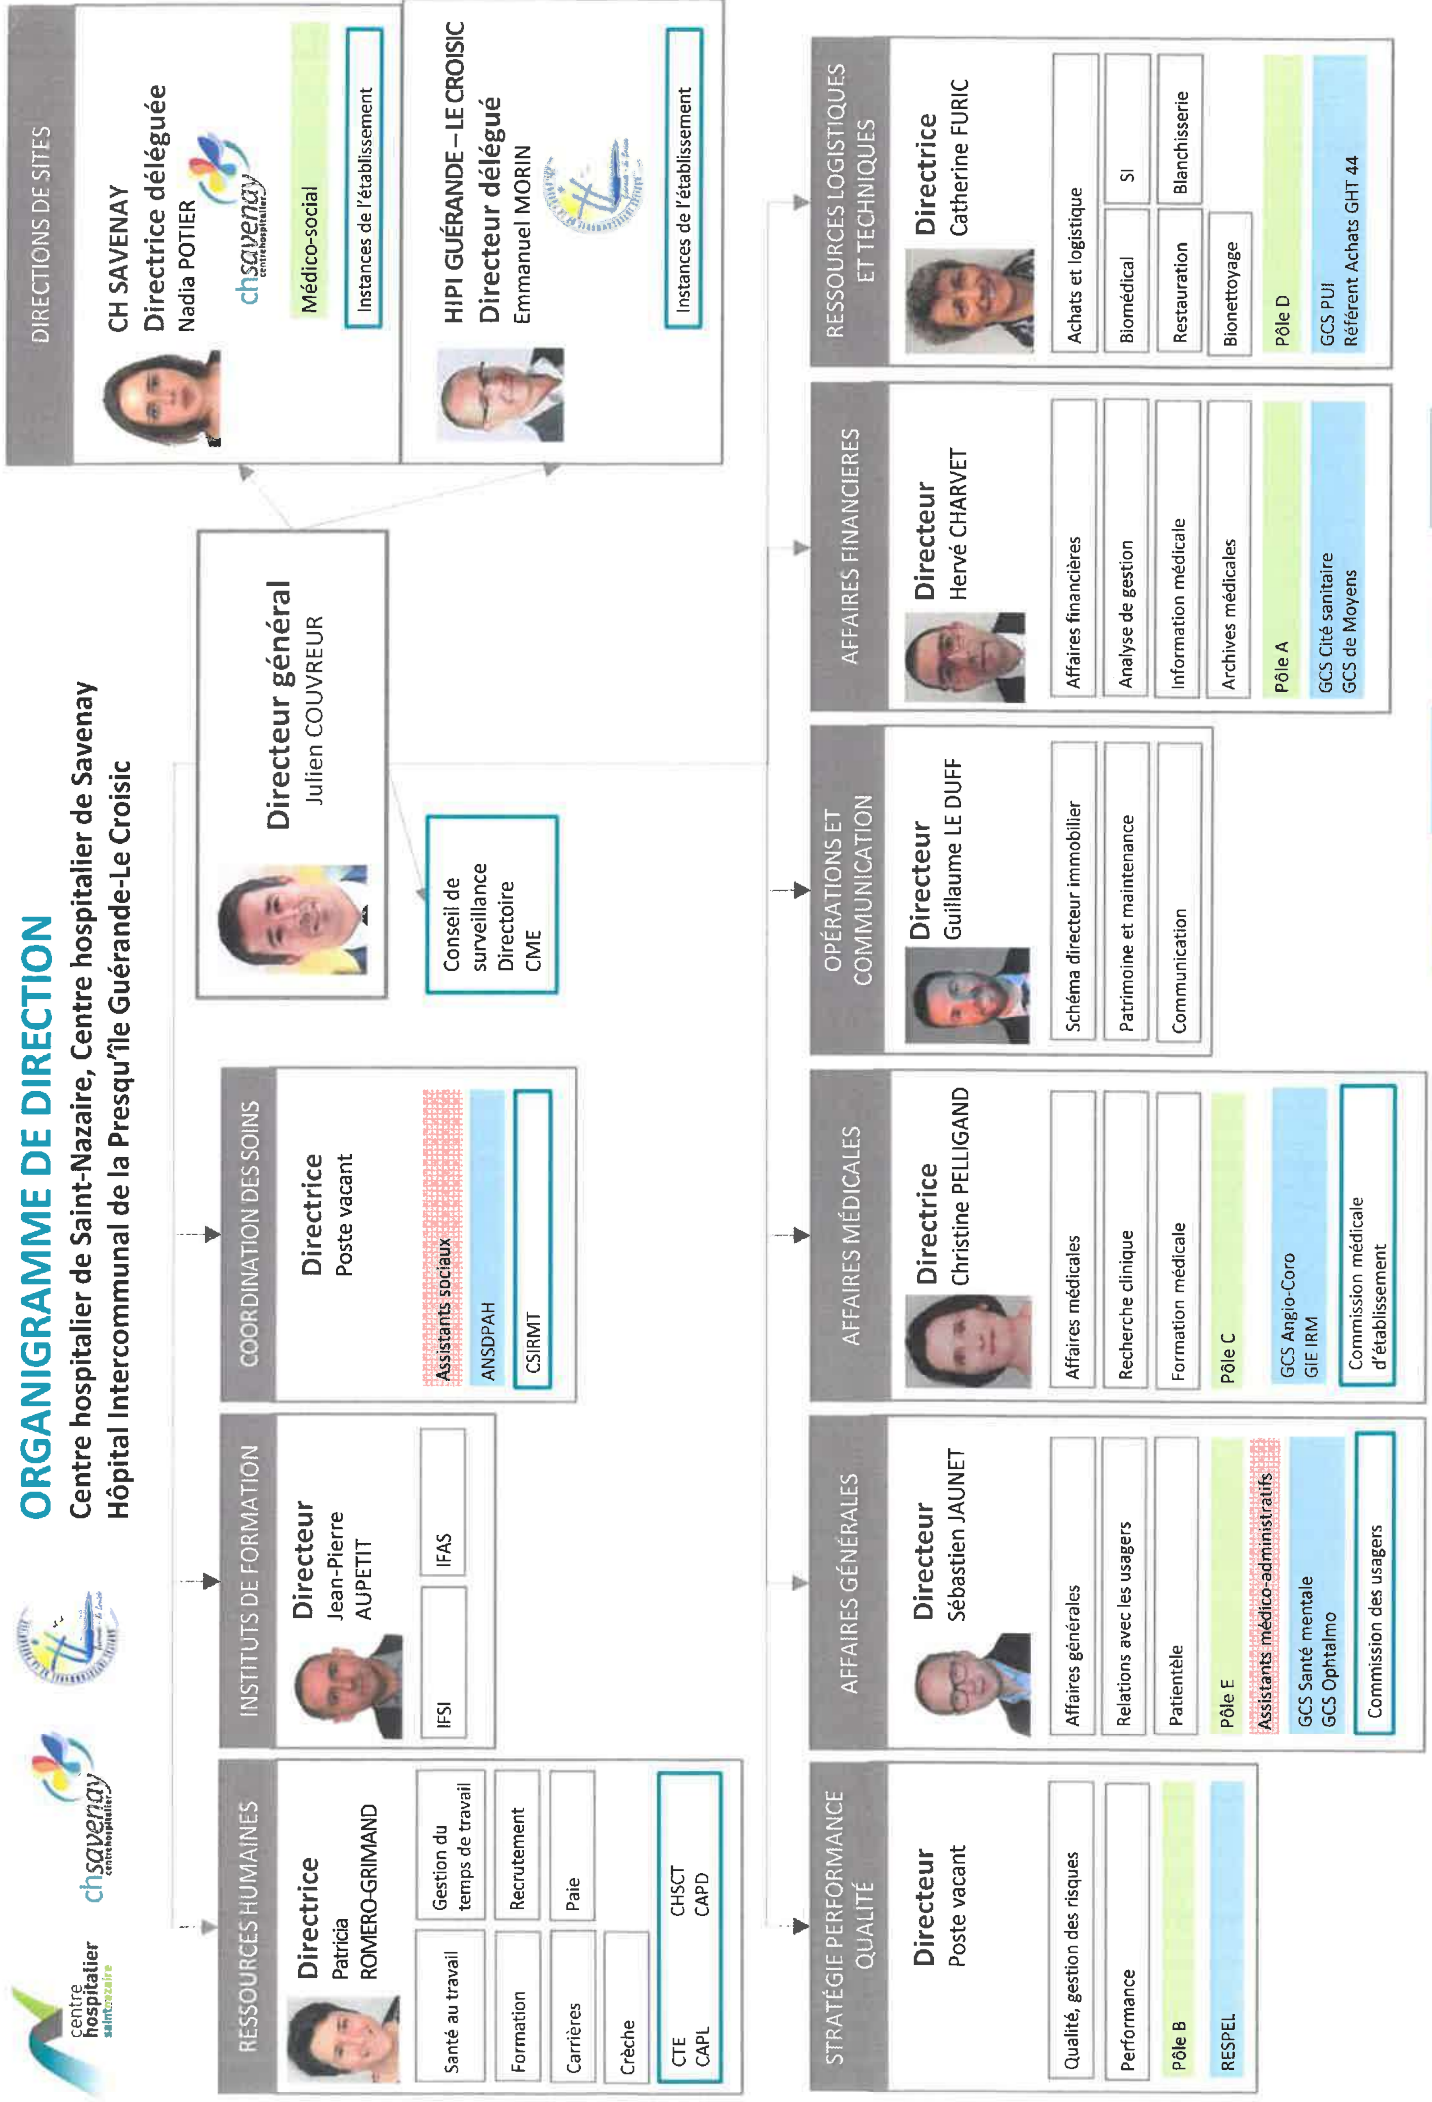 ORGANIGRAMME DE DIRECTION
Centre hospitalier de Saint-Nazaire, Centre hospitalier de Savenay
Hôpital Intercommunal de la Presqu'île Guérande-Le Croisic
centre
hospitalier
saintnazaire
chsavenay
centrehospitalier
Directeur général
Julien COUVREUR
Conseil de
surveillance
Directoire
CME
DIRECTIONS DE SITES
CH SAVENAY
Directrice déléguée
Nadia POTIER
chsavenay
centrehospitalier
Médico-social
Instances de l'établissement
HIPI GUÉRANDE – LE CROISIC
Directeur délégué
Emmanuel MORIN
Instances de l'établissement
RESSOURCES HUMAINES
Directrice
Patricia
ROMERO-GRIMAND
Santé au travail
Gestion du
temps de travail
Formation
Recrutement
Carrières
Paie
Crèche
CTE CHSCT
CAPL CAPD
INSTITUTS DE FORMATION
Directeur
Jean-Pierre
AUPETIT
IFSI
IFAS
COORDINATION DES SOINS
Directrice
Poste vacant
Assistants sociaux
ANSDPAH
CSIRMT
STRATÉGIE PERFORMANCE
QUALITÉ
Directeur
Poste vacant
Qualité, gestion des risques
Performance
Pôle B
RESPEL
AFFAIRES GÉNÉRALES
Directeur
Sébastien JAUNET
Affaires générales
Relations avec les usagers
Patientèle
Pôle E
Assistants médico-administratifs
GCS Santé mentale
GCS Ophtalmo
Commission des usagers
AFFAIRES MÉDICALES
Directrice
Christine PELLIGAND
Affaires médicales
Recherche clinique
Formation médicale
Pôle C
GCS Angio-Coro
GIE IRM
Commission médicale
d'établissement
OPÉRATIONS ET
COMMUNICATION
Directeur
Guillaume LE DUFF
Schéma directeur immobilier
Patrimoine et maintenance
Communication
AFFAIRES FINANCIERES
Directeur
Hervé CHARVET
Affaires financières
Analyse de gestion
Information médicale
Archives médicales
Pôle A
GCS Cité sanitaire
GCS de Moyens
RESSOURCES LOGISTIQUES
ET TECHNIQUES
Directrice
Catherine FURIC
Achats et logistique
Biomédical
SI
Restauration
Blanchisserie
Bionettoyage
Pôle D
GCS PUI
Référent Achats GHT 44